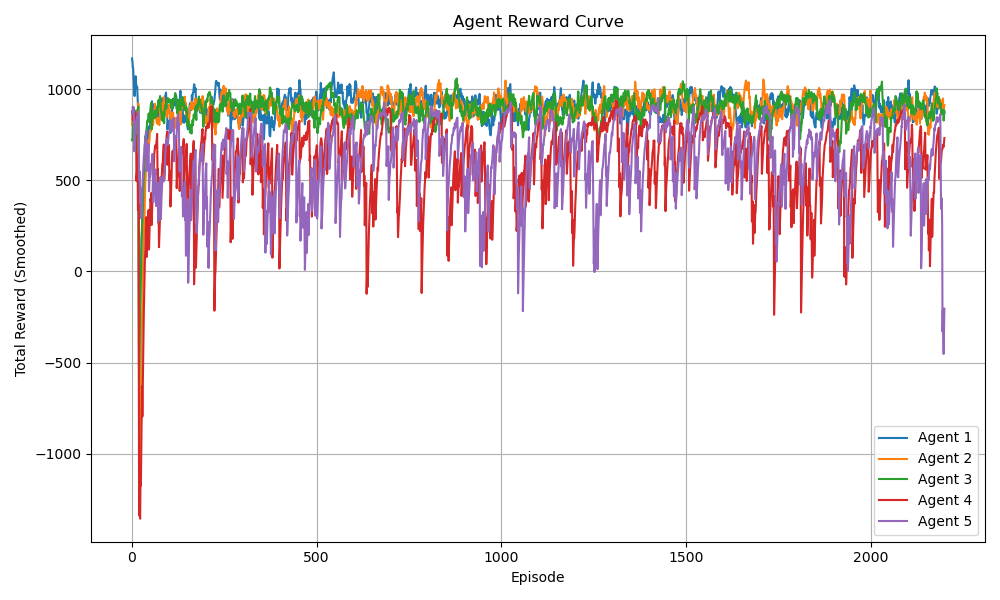 Agent Reward Curve
Total Reward (Smoothed)
1000
500
0
−500
−1000
0
500
1000
1500
2000
Episode
Agent 1
Agent 2
Agent 3
Agent 4
Agent 5